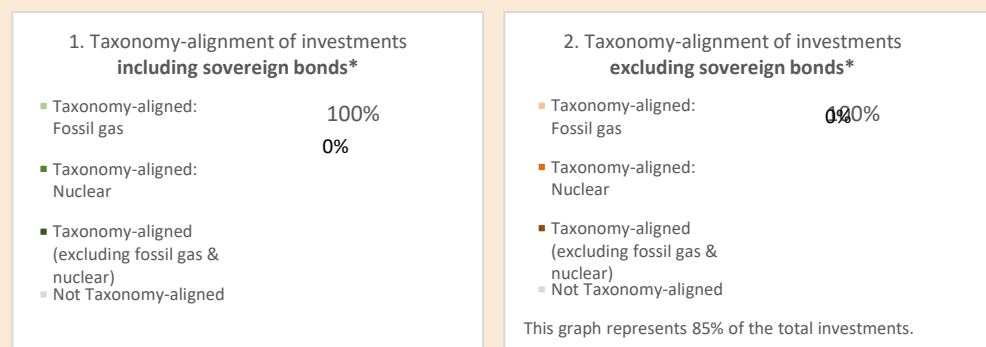 1. Taxonomy-alignment of investments
including sovereign bonds*
Taxonomy-aligned:
Fossil gas
100%
0%
Taxonomy-aligned:
Nuclear
Taxonomy-aligned
(excluding fossil gas &
nuclear)
Not Taxonomy-aligned
2. Taxonomy-alignment of investments
excluding sovereign bonds*
Taxonomy-aligned:
Fossil gas
100%
0%
Taxonomy-aligned:
Nuclear
Taxonomy-aligned
(excluding fossil gas &
nuclear)
Not Taxonomy-aligned
This graph represents 85% of the total investments.